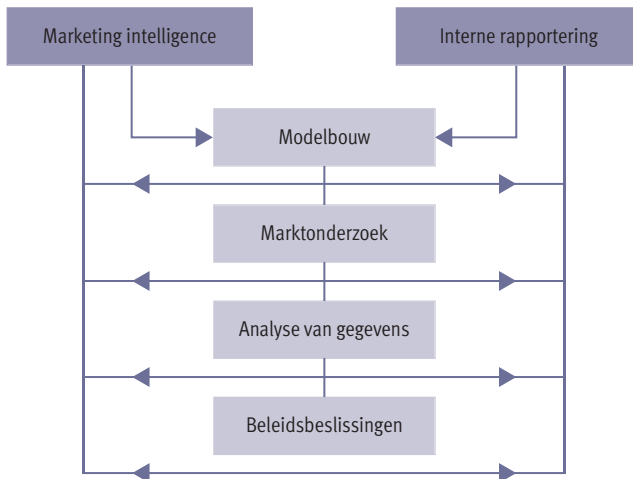 Marketing intelligence
Interne rapportering
Modelbouw
Marktonderzoek
Analyse van gegevens
Beleidsbeslissingen